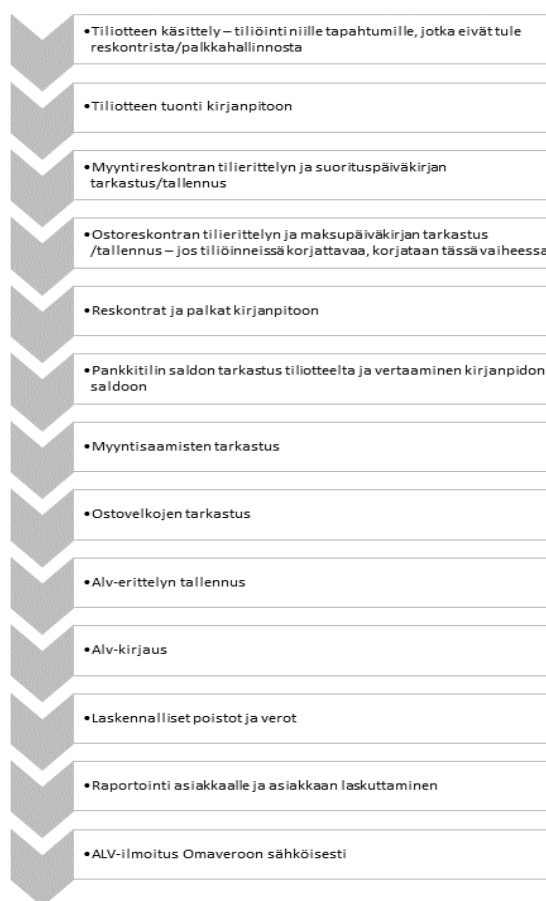 •Tiliotteen käsittely – tiliöinti niille tapahtumille, jotka eivät tule
reskontrista/palkkahallinnosta
•Tiliotteen tuonti kirjanpitoon
•Myyntireskontran tilierittelyn ja suorituspäiväkirjan
tarkastus/tallennus
•Ostoreskontran tilierittelyn ja maksupäiväkirjan tarkastus
/tallennus – jos tiliöinneissä korjattavaa, korjataan tässä vaiheessa
•Reskontrat ja palkat kirjanpitoon
•Pankkitilin saldon tarkastus tiliotteelta ja vertaaminen kirjanpidon
saldoon
•Myyntisaamisten tarkastus
•Ostovelkojen tarkastus
•Alv-erittelyn tallennus
•Alv-kirjaus
•Laskennalliset poistot ja verot
•Raportointi asiakkaalle ja asiakkaan laskuttaminen
•ALV-ilmoitus Omaveroon sähköisesti